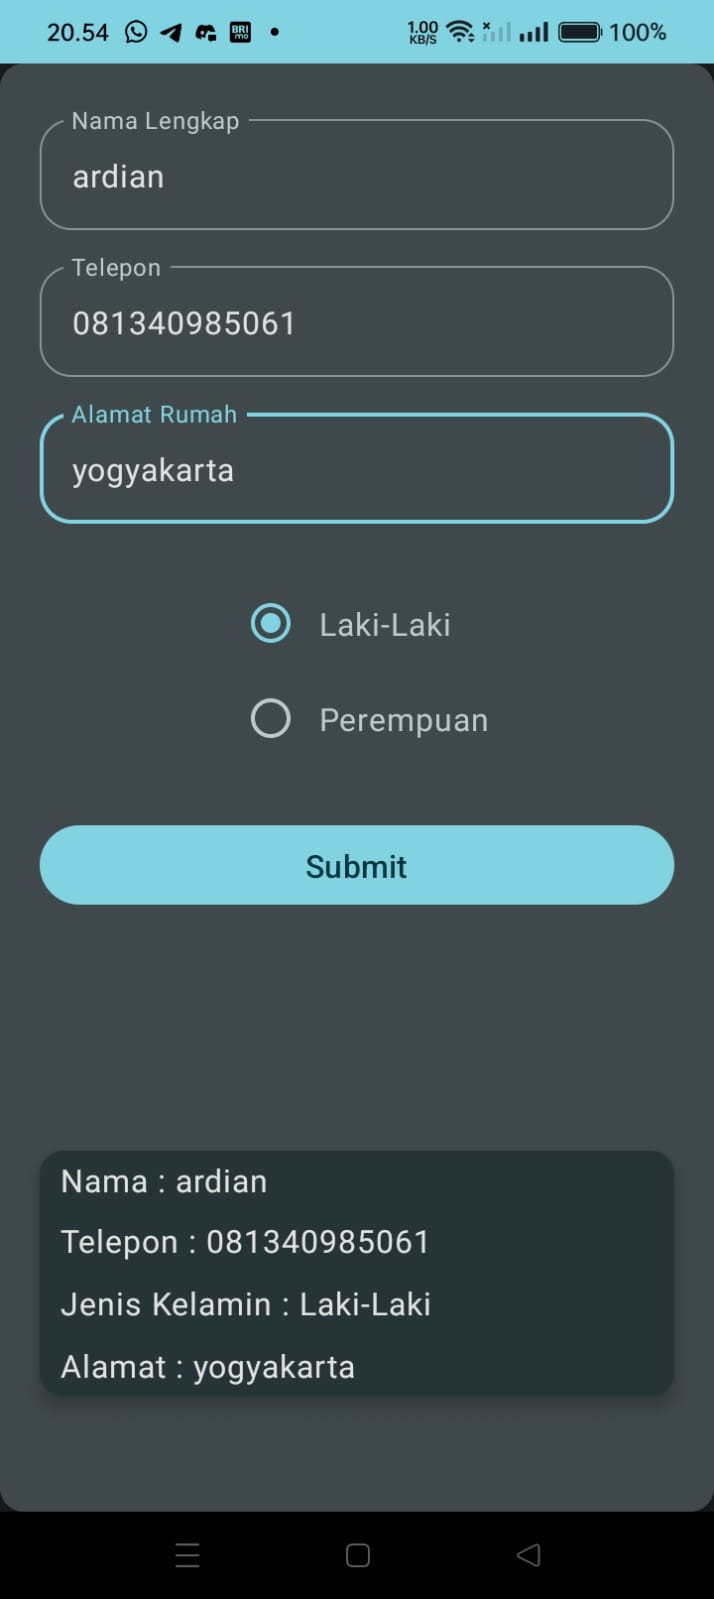 20.54 BRI mo 1.00 KB/S 100%
Nama Lengkap
ardian
Telepon
081340985061
Alamat Rumah
yogyakarta
Laki-Laki
Perempuan
Submit
Nama : ardian
Telepon : 081340985061
Jenis Kelamin : Laki-Laki
Alamat : yogyakarta